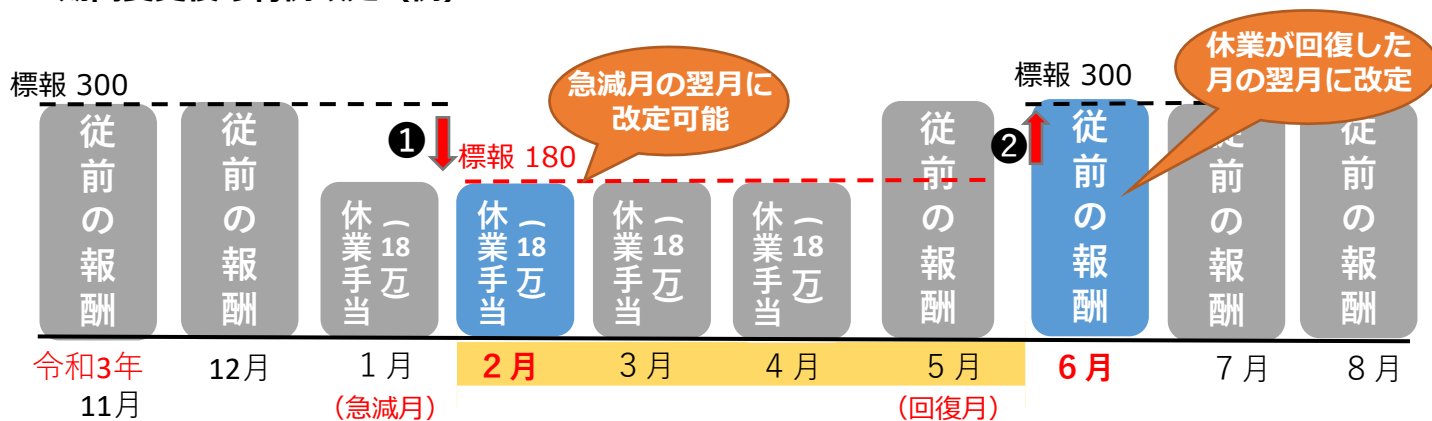 標報 300
急減月の翌月に
改定可能
標報 300
休業が回復した
月の翌月に改定
❶
標報 180
❷
従前の報酬
従前の報酬
休業手当
(18万)
休業手当
(18万)
休業手当
(18万)
休業手当
(18万)
従前の報酬
従前の報酬
従前の報酬
従前の報酬
令和3年
11月
12月
1月
(急減月)
2月
3月
4月
5月
(回復月)
6月
7月
8月